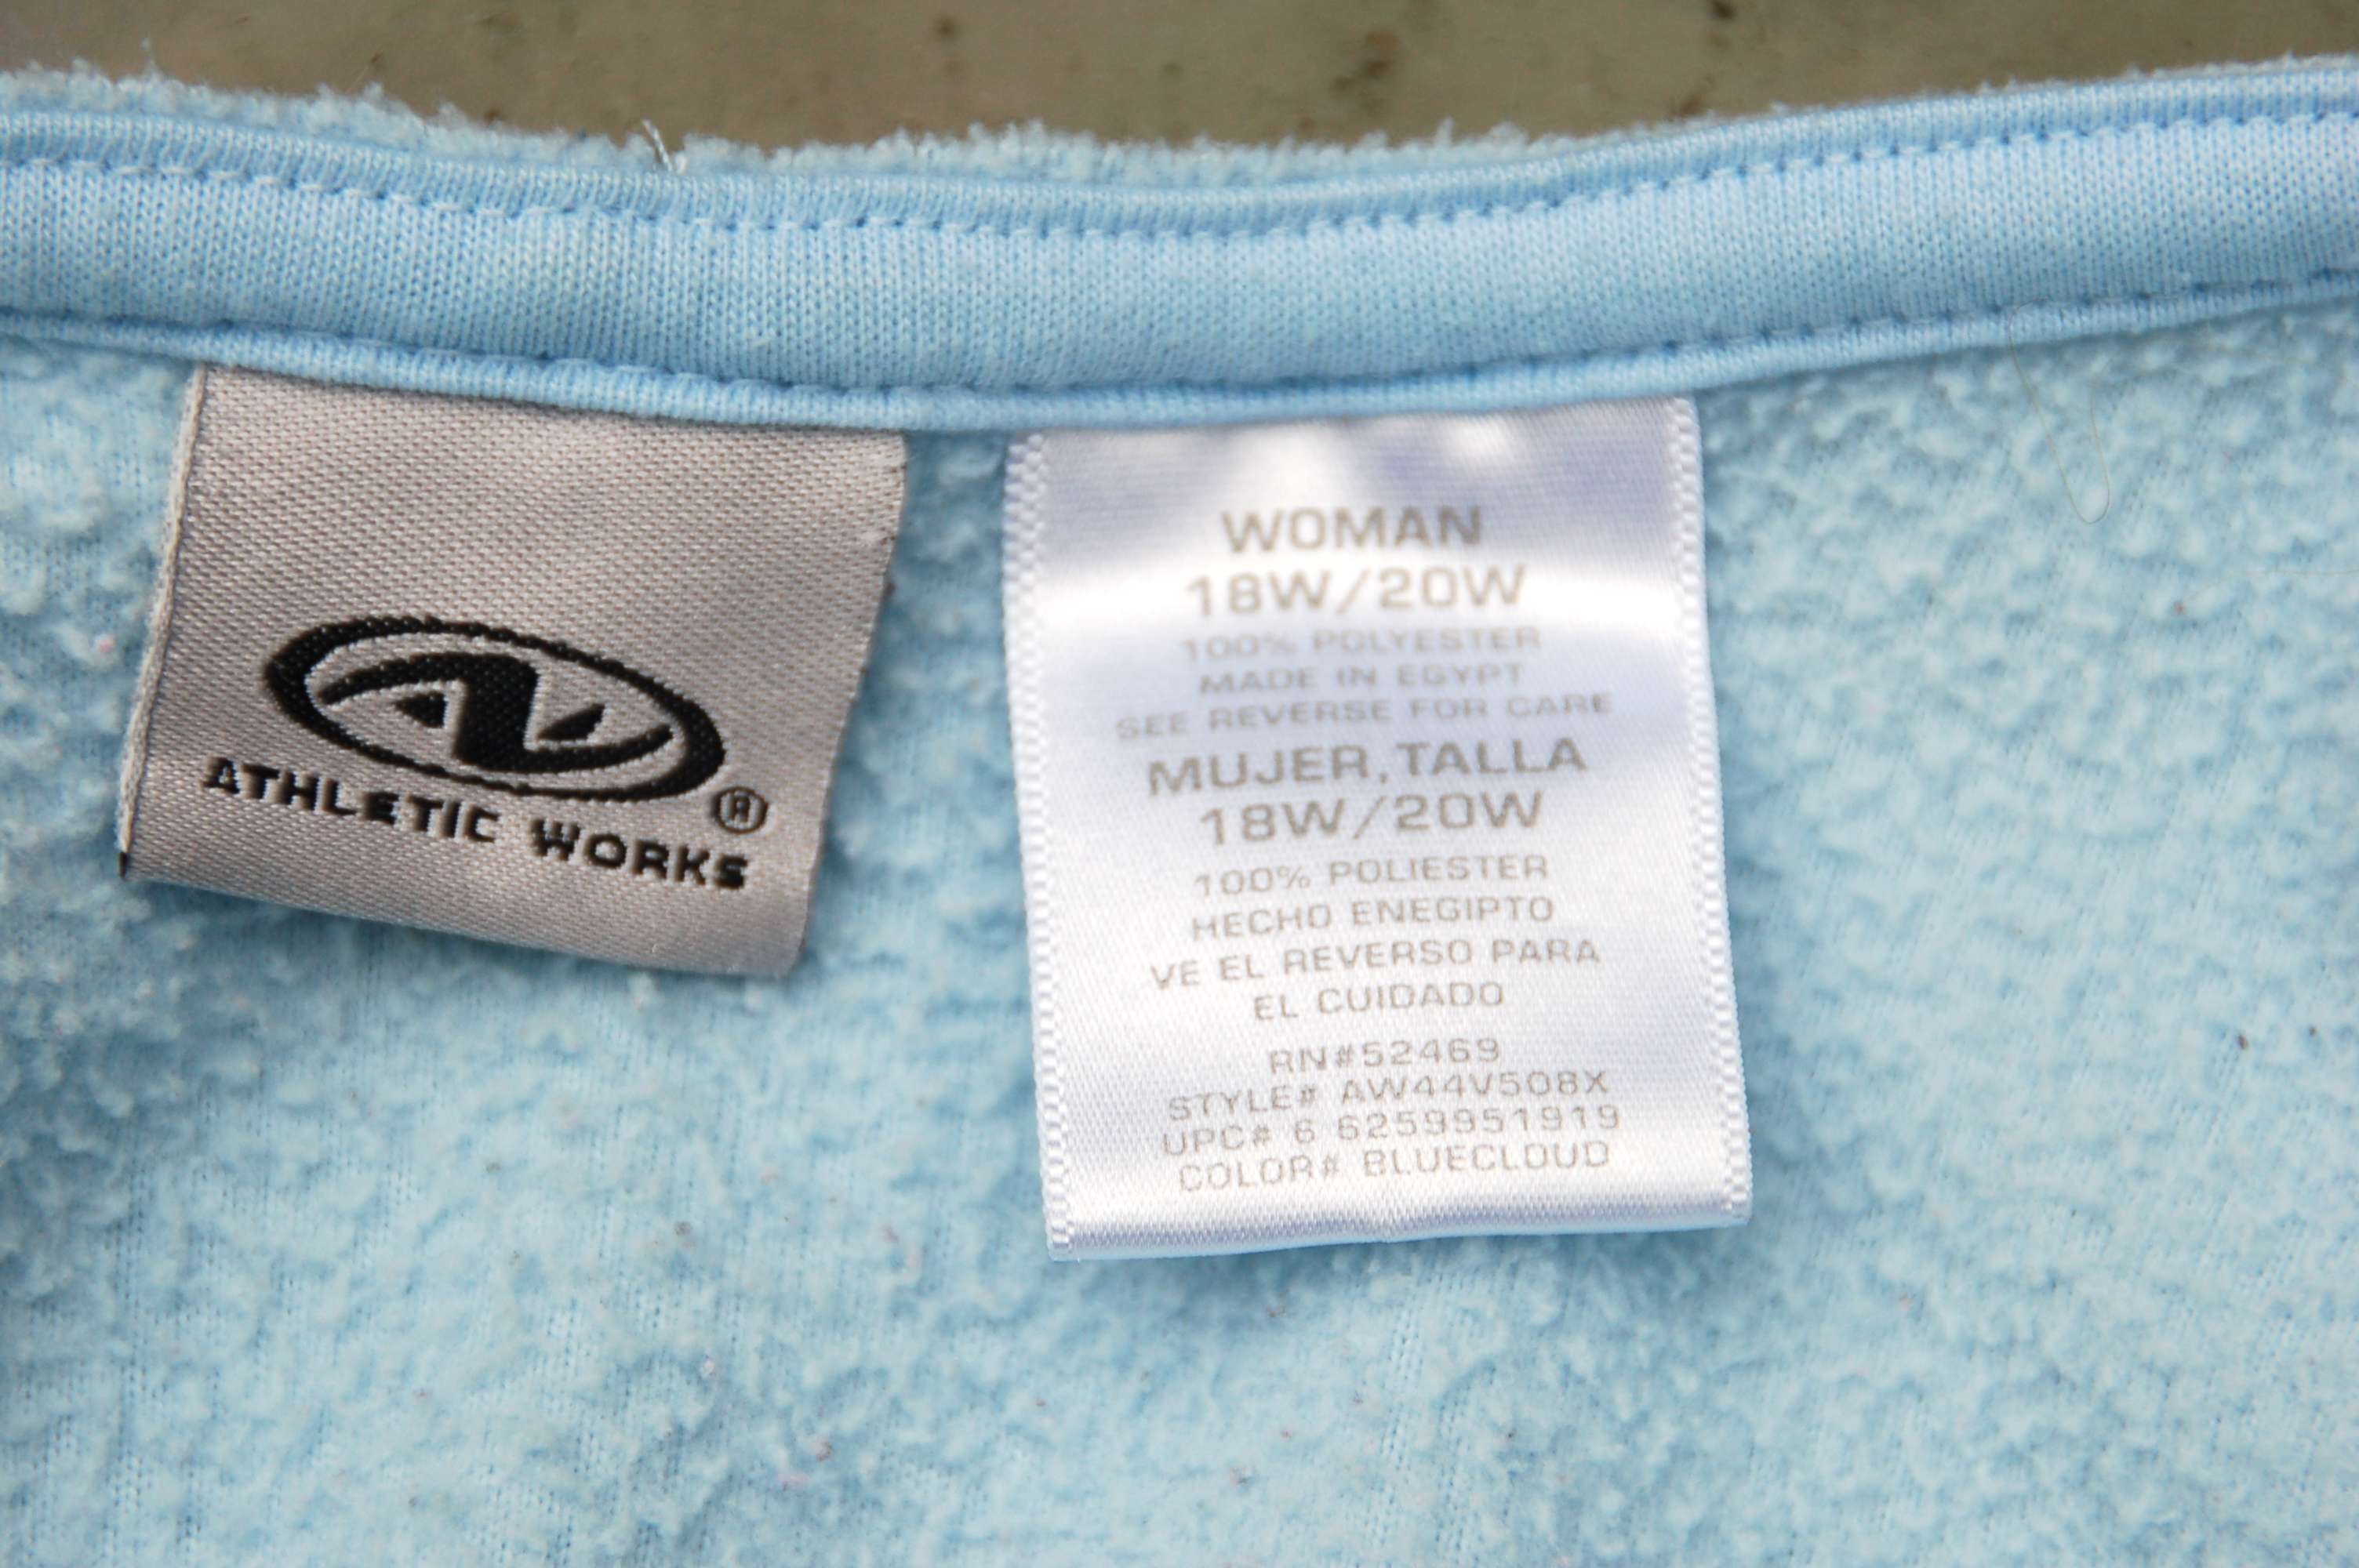 ATHLETIC WORKS
®
WOMAN
18W/20W
100% POLYESTER
MADE IN EGYPT
SEE REVERSE FOR CARE
MUJER,TALLA
18W/20W
100% POLIESTER
HECHO ENEGIPTO
VE EL REVERSO PARA
EL CUIDADO
RN#52469
STYLE# AW44V508X
UPC# 6 6259951919
COLOR# BLUECLOUD